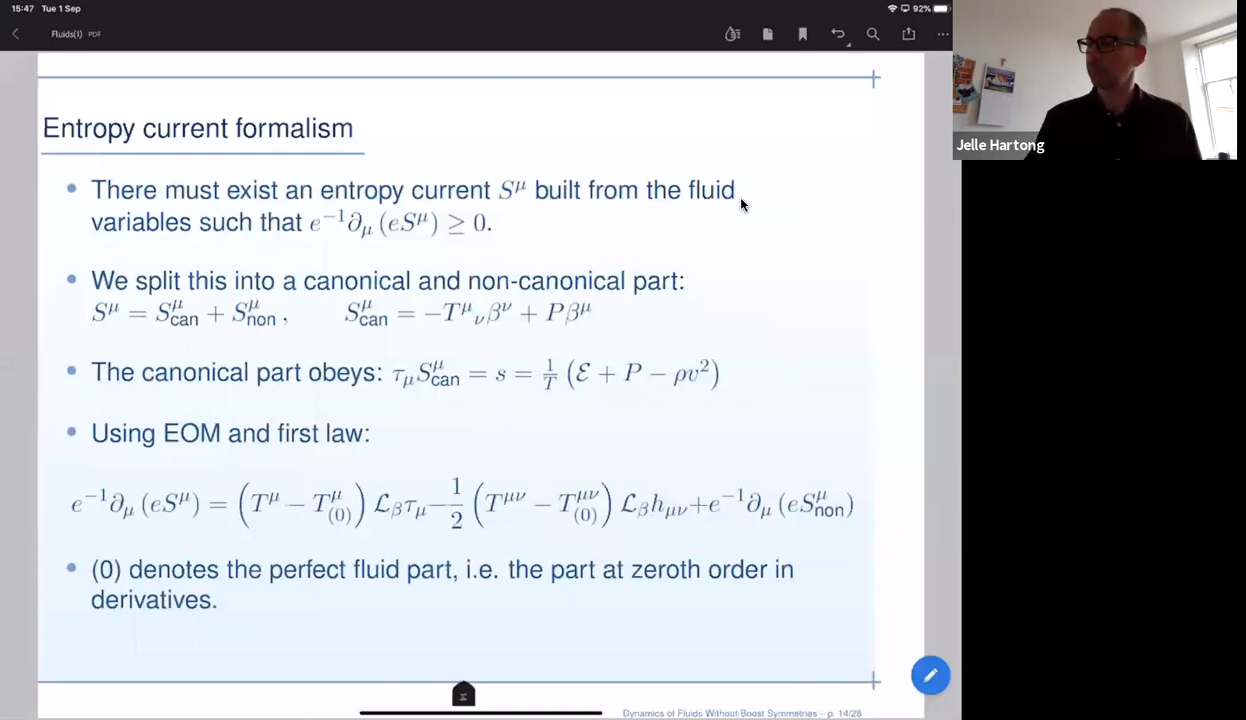 15:47 Tue 1 Sep
92%
Fluids(1) PDF
Jelle Hartong
Entropy current formalism
• There must exist an entropy current S^μ built from the fluid
variables such that e^{-1}∂_μ (eS^μ) ≥ 0.
• We split this into a canonical and non-canonical part:
S^μ = S^μ_can + S^μ_non , S^μ_can = −T^μ_ν β^ν + Pβ^μ
• The canonical part obeys: τ_μ S^μ_can = s = 1/T (ℰ + P − ρv²)
• Using EOM and first law:
e^{-1}∂_μ (eS^μ) = (T^μ − T^μ_(0)) ℒ_β τ_μ − 1/2 (T^{μν} − T^{μν}_(0)) ℒ_β h_{μν} + e^{-1}∂_μ (eS^μ_non)
• (0) denotes the perfect fluid part, i.e. the part at zeroth order in
derivatives.
14
Dynamics of Fluids Without Boost Symmetries – p. 14/28